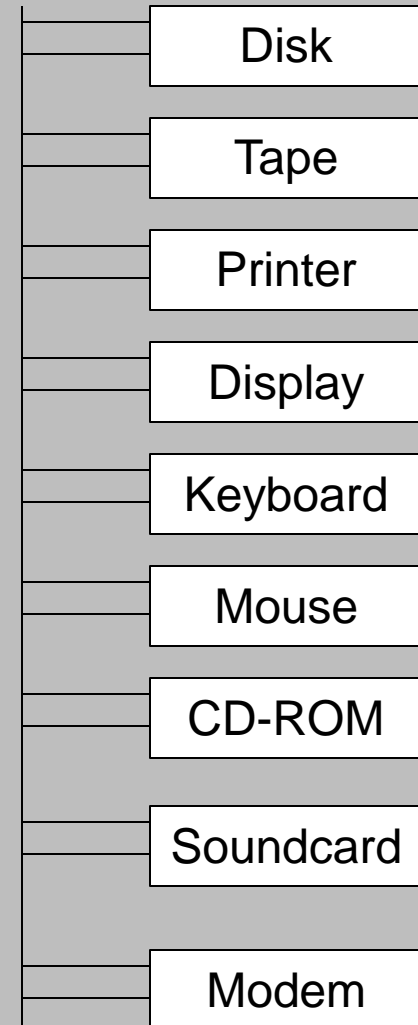 Disk
Tape
Printer
Display
Keyboard
Mouse
CD-ROM
Soundcard
Modem